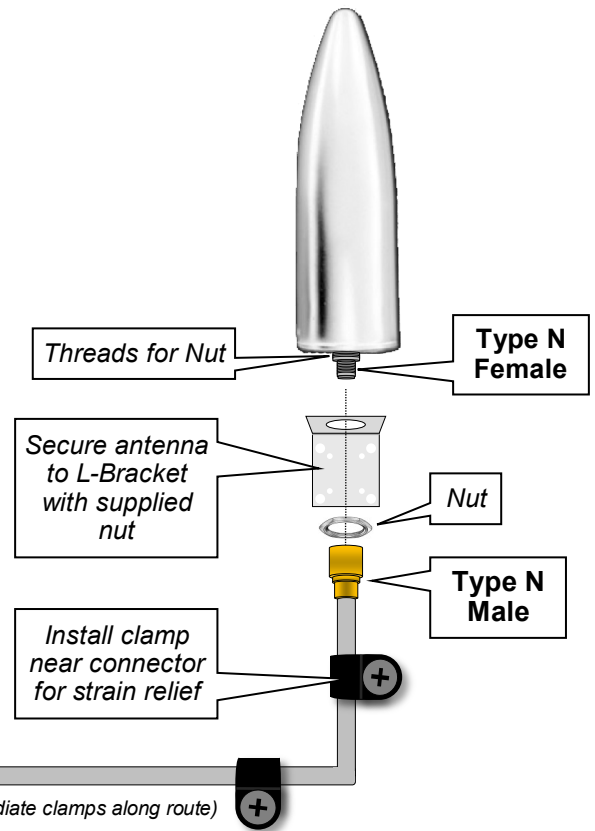 Threads for Nut
Type N
Female
Secure antenna
to L-Bracket
with supplied
nut
Nut
Type N
Male
Install clamp
near connector
for strain relief
clamps along route)